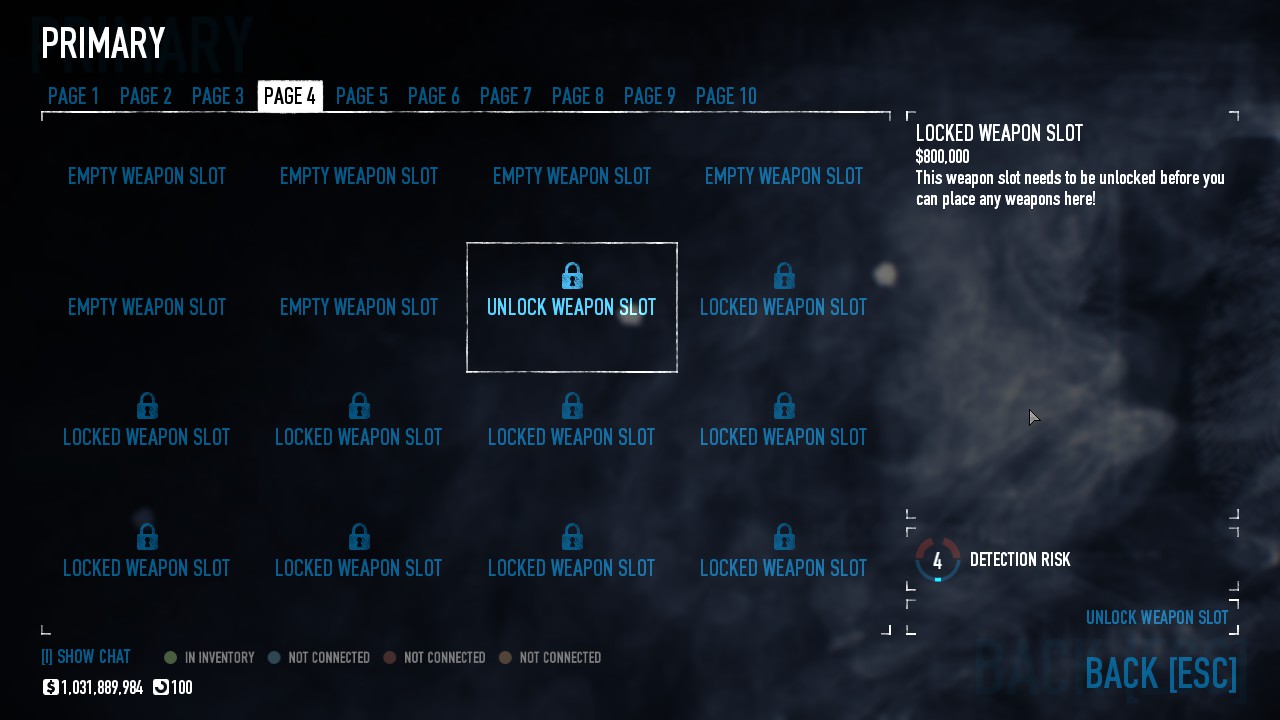 PRIMARY
PAGE 1 PAGE 2 PAGE 3 PAGE 4 PAGE 5 PAGE 6 PAGE 7 PAGE 8 PAGE 9 PAGE 10
EMPTY WEAPON SLOT EMPTY WEAPON SLOT EMPTY WEAPON SLOT EMPTY WEAPON SLOT
EMPTY WEAPON SLOT EMPTY WEAPON SLOT UNLOCK WEAPON SLOT LOCKED WEAPON SLOT
LOCKED WEAPON SLOT LOCKED WEAPON SLOT LOCKED WEAPON SLOT LOCKED WEAPON SLOT
LOCKED WEAPON SLOT LOCKED WEAPON SLOT LOCKED WEAPON SLOT LOCKED WEAPON SLOT
LOCKED WEAPON SLOT
$800,000
This weapon slot needs to be unlocked before you
can place any weapons here!
4 DETECTION RISK
UNLOCK WEAPON SLOT
[I] SHOW CHAT IN INVENTORY NOT CONNECTED NOT CONNECTED NOT CONNECTED
$ 1,031,889,984 100
BACK [ESC]